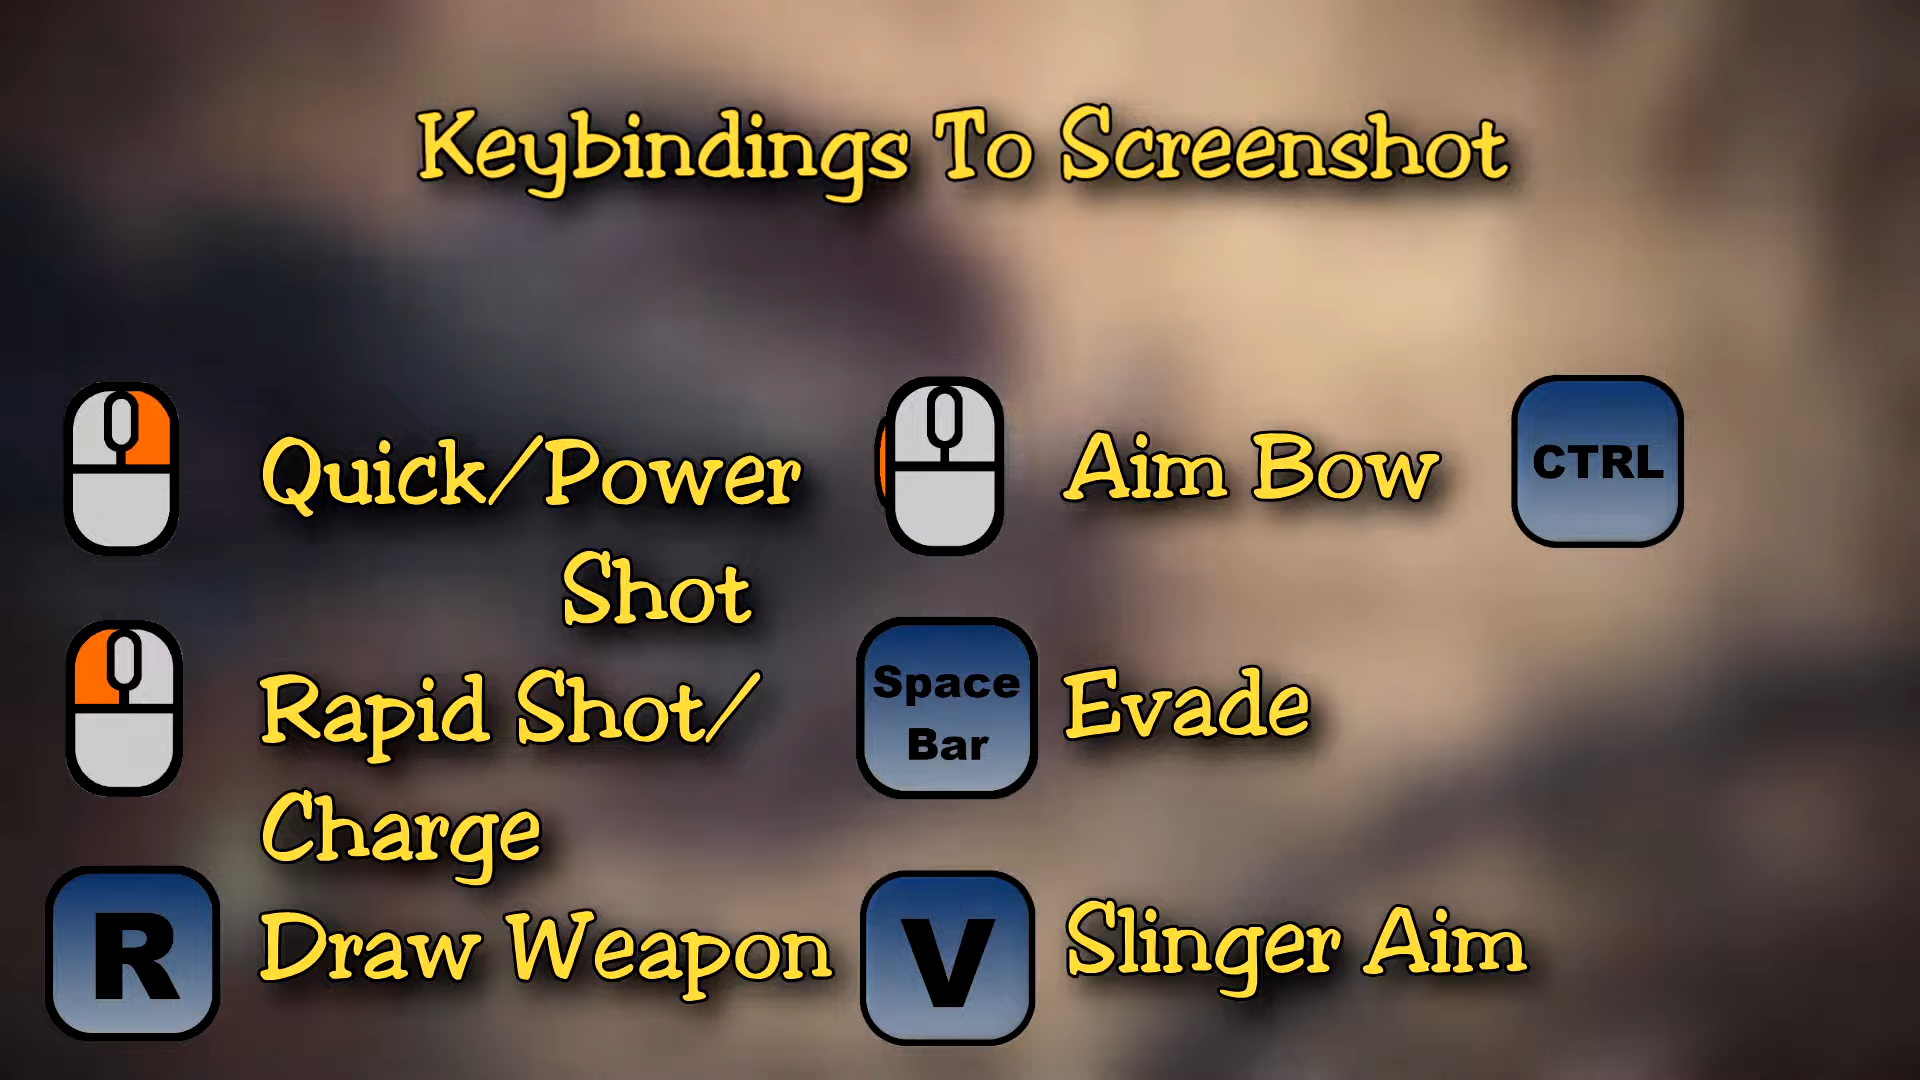 Keybindings To Screenshot
Quick/Power
Shot
Aim Bow
CTRL
Rapid Shot/
Charge
Space
Bar
Evade
R
Draw Weapon
V
Slinger Aim